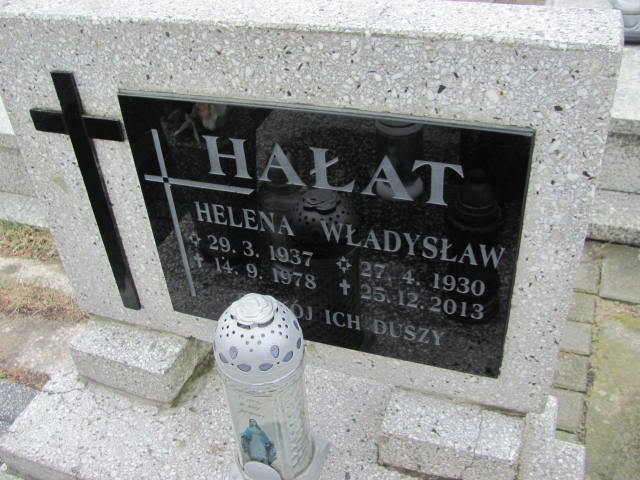 HAŁAT
HELENA WŁADYSŁAW
29.3.1937 27.4.1930
14.9.1978 25.12.2013
ICH DUSZY